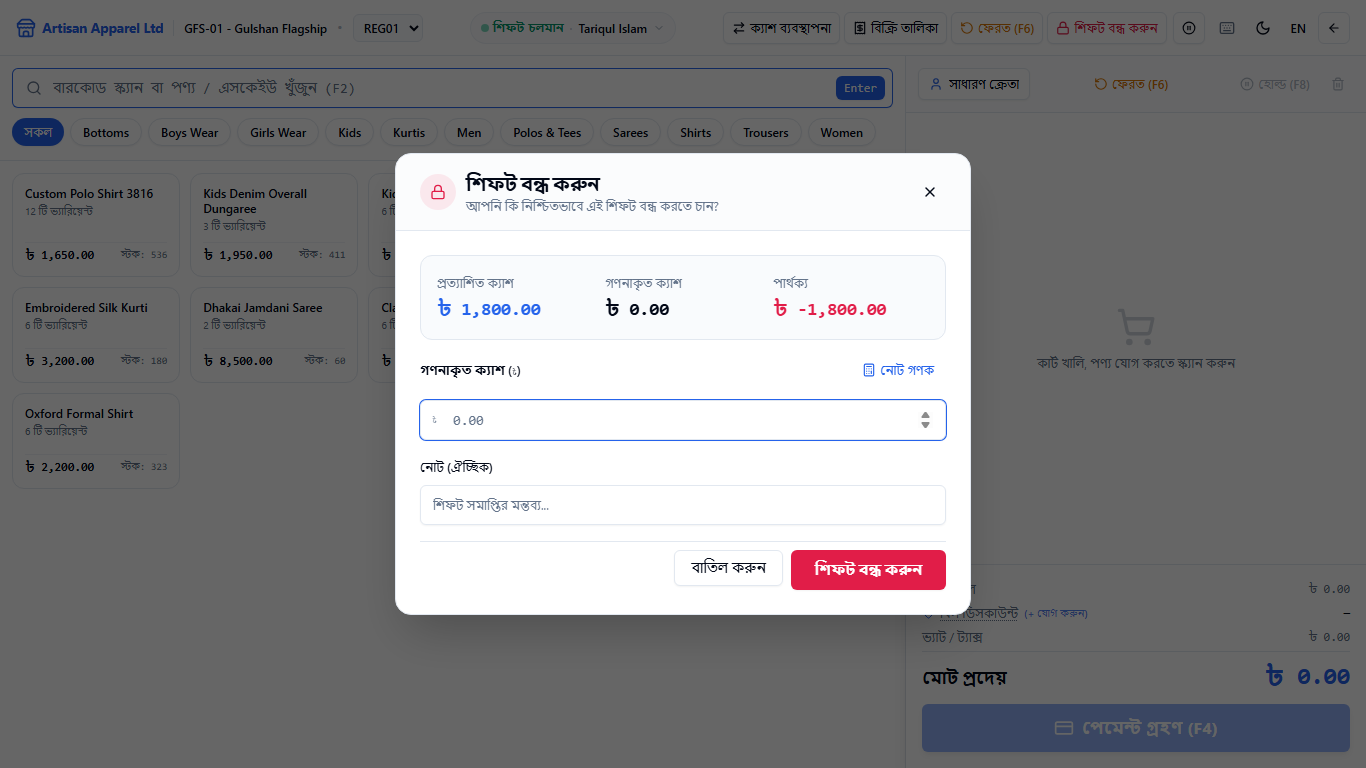 Artisan Apparel Ltd
GFS-01 - Gulshan Flagship
REG01
শিফট চলমান · Tariqul Islam
ক্যাশ ব্যবস্থাপনা
বিক্রি তালিকা
ফেরত (F6)
শিফট বন্ধ করুন
EN
বারকোড স্ক্যান বা পণ্য / এসকেইউ খুঁজুন (F2)
Enter
সাধারণ ক্রেতা
ফেরত (F6)
হোল্ড (F8)
সকল
Bottoms
Boys Wear
Girls Wear
Kids
Kurtis
Men
Polos & Tees
Sarees
Shirts
Trousers
Women
Custom Polo Shirt 3816
12 টি ভ্যারিয়েন্ট
৳ 1,650.00
স্টক: 536
Kids Denim Overall
Dungaree
3 টি ভ্যারিয়েন্ট
৳ 1,950.00
স্টক: 411
Embroidered Silk Kurti
6 টি ভ্যারিয়েন্ট
৳ 3,200.00
স্টক: 180
Dhakai Jamdani Saree
2 টি ভ্যারিয়েন্ট
৳ 8,500.00
স্টক: 60
Oxford Formal Shirt
6 টি ভ্যারিয়েন্ট
৳ 2,200.00
স্টক: 323
শিফট বন্ধ করুন
আপনি কি নিশ্চিতভাবে এই শিফট বন্ধ করতে চান?
প্রত্যাশিত ক্যাশ
৳ 1,800.00
গণনাকৃত ক্যাশ
৳ 0.00
পার্থক্য
৳ -1,800.00
গণনাকৃত ক্যাশ (৳)
নোট গণক
৳ 0.00
নোট (ঐচ্ছিক)
শিফট সমাপ্তির মন্তব্য...
বাতিল করুন
শিফট বন্ধ করুন
কার্ট খালি, পণ্য যোগ করতে স্ক্যান করুন
৳ 0.00
(+ যোগ করুন)
–
ভ্যাট / ট্যাক্স
৳ 0.00
মোট প্রদেয়
৳ 0.00
পেমেন্ট গ্রহণ (F4)